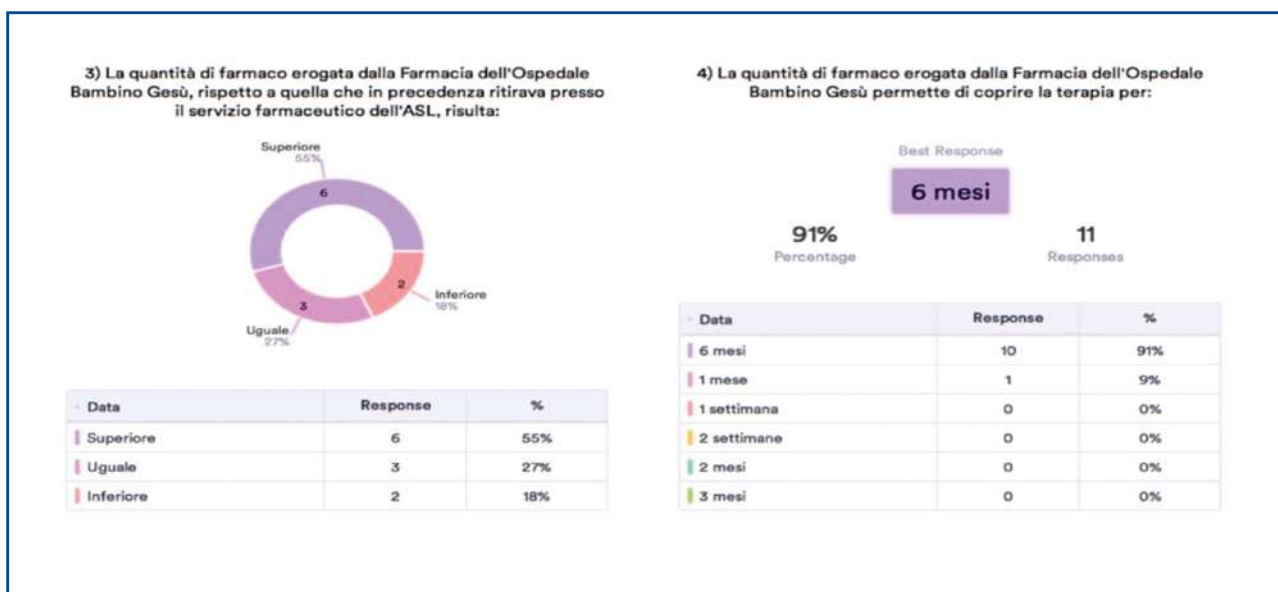 3) La quantità di farmaco erogata dalla Farmacia dell'Ospedale
Bambino Gesù, rispetto a quella che in precedenza ritirava presso
il servizio farmaceutico dell'ASL, risulta:
Superiore
55%
6
2
Inferiore
18%
3
Uguale
27%
Data Response %
Superiore 6 55%
Uguale 3 27%
Inferiore 2 18%
4) La quantità di farmaco erogata dalla Farmacia dell'Ospedale
Bambino Gesù permette di coprire la terapia per:
Best Response
6 mesi
91% 11
Percentage Responses
Data Response %
6 mesi 10 91%
1 mese 1 9%
1 settimana 0 0%
2 settimane 0 0%
2 mesi 0 0%
3 mesi 0 0%